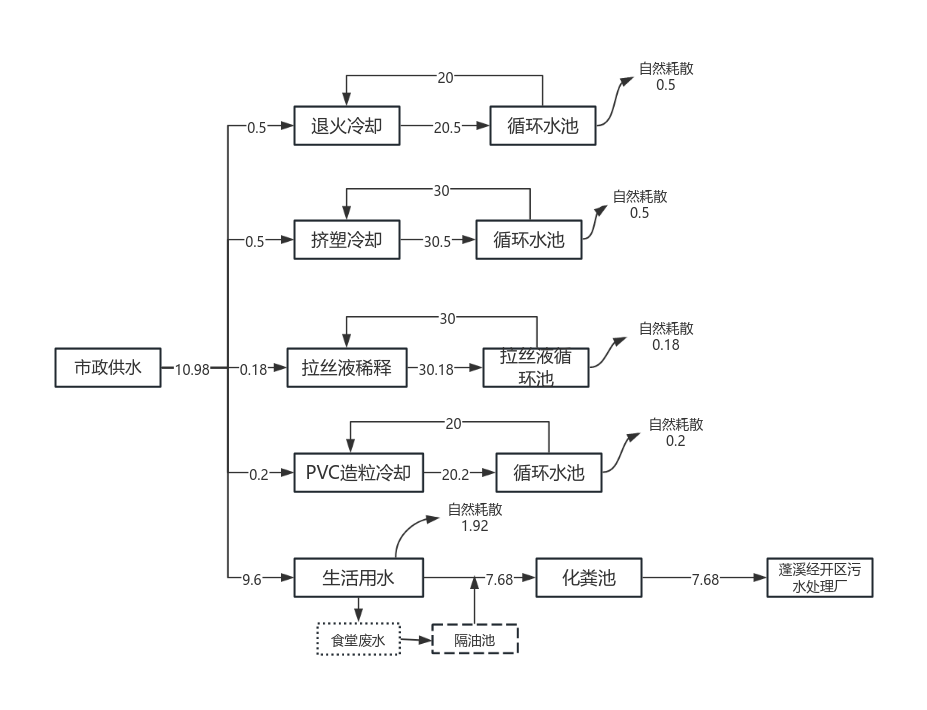 自然耗散
0.5
20
0.5
退火冷却
20.5
循环水池
自然耗散
0.5
30
0.5
挤塑冷却
30.5
循环水池
自然耗散
0.18
30
市政供水
10.98
0.18
拉丝液稀释
30.18
拉丝液循
环池
自然耗散
0.2
20
0.2
PVC造粒冷却
20.2
循环水池
自然耗散
1.92
9.6
生活用水
7.68
化粪池
7.68
蓬溪经开区污
水处理厂
食堂废水
隔油池